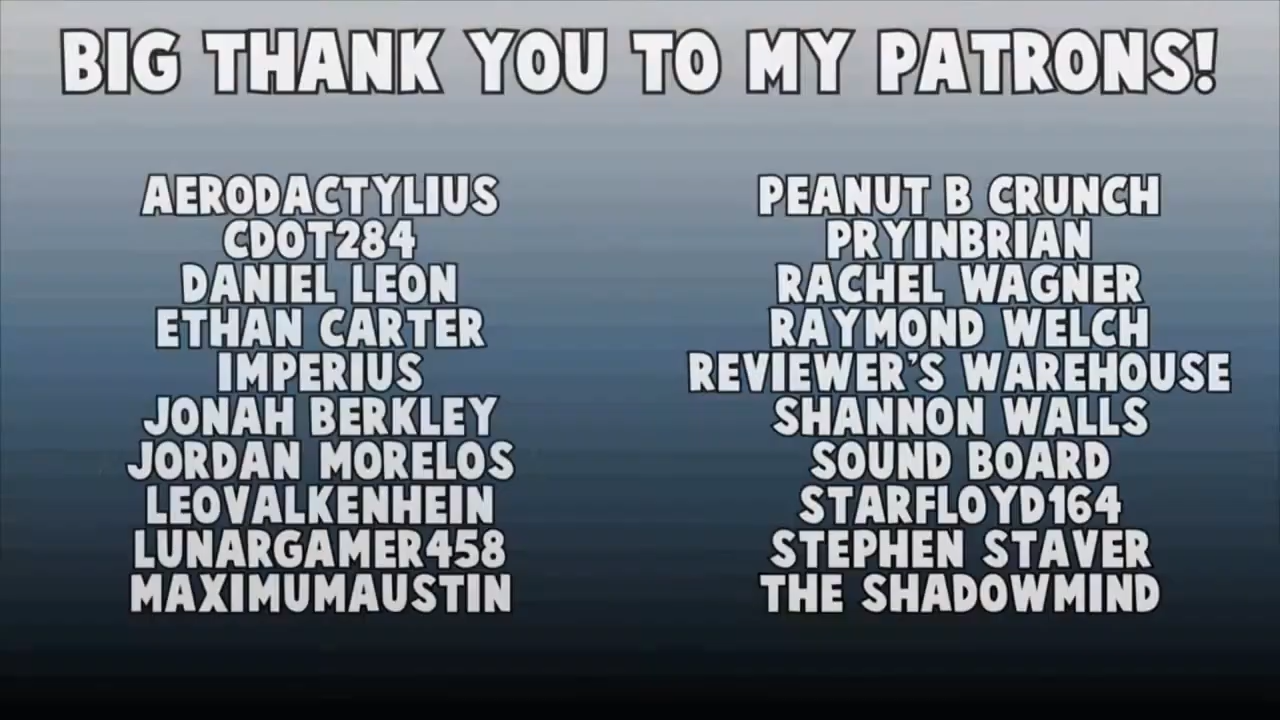 BIG THANK YOU TO MY PATRONS!
AERODACTYLIUS
CDOT284
DANIEL LEON
ETHAN CARTER
IMPERIUS
JONAH BERKLEY
JORDAN MORELOS
LEOVALKENHEIN
LUNARGAMER458
MAXIMUMAUSTIN
PEANUT B CRUNCH
PRYINBRIAN
RACHEL WAGNER
RAYMOND WELCH
REVIEWER'S WAREHOUSE
SHANNON WALLS
SOUND BOARD
STARFLOYD164
STEPHEN STAVER
THE SHADOWMIND